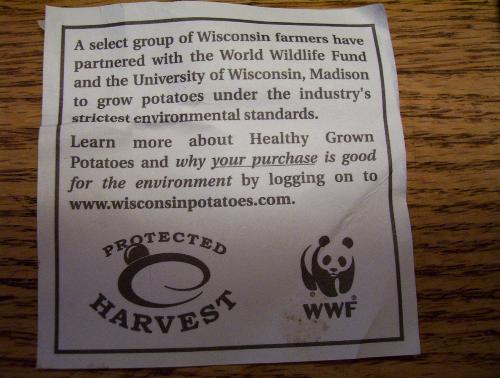 A select group of Wisconsin farmers have
partnered with the World Wildlife Fund
and the University of Wisconsin, Madison
to grow potatoes under the industry's
strictest environmental standards.
Learn more about Healthy Grown
Potatoes and why your purchase is good
for the environment by logging on to
www.wisconsinpotatoes.com.
PROTECTED
HARVEST
WWF